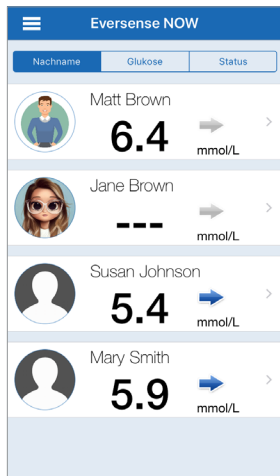 Eversense NOW
Nachname Glukose Status
Matt Brown
6.4
mmol/L
Jane Brown
---
mmol/L
Susan Johnson
5.4
mmol/L
Mary Smith
5.9
mmol/L